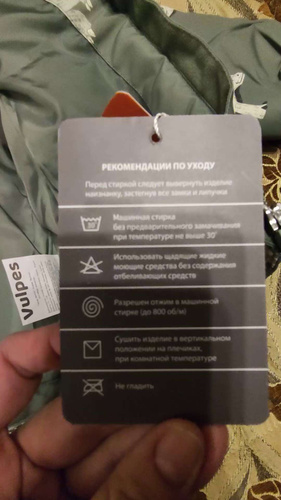 РЕКОМЕНДАЦИИ ПО УХОДУ
Перед стиркой следует вывернуть изделие
наизнанку, застегнув все замки и липучки
30°
Машинная стирка
без предварительного замачивания
при температуре не выше 30°
Использовать щадящие жидкие
моющие средства без содержания
отбеливающих средств
Разрешен отжим в машинной
стирке (до 800 об/м)
Сушить изделие в вертикальном
положении на плечиках,
при комнатной температуре
Не гладить
Vulpes